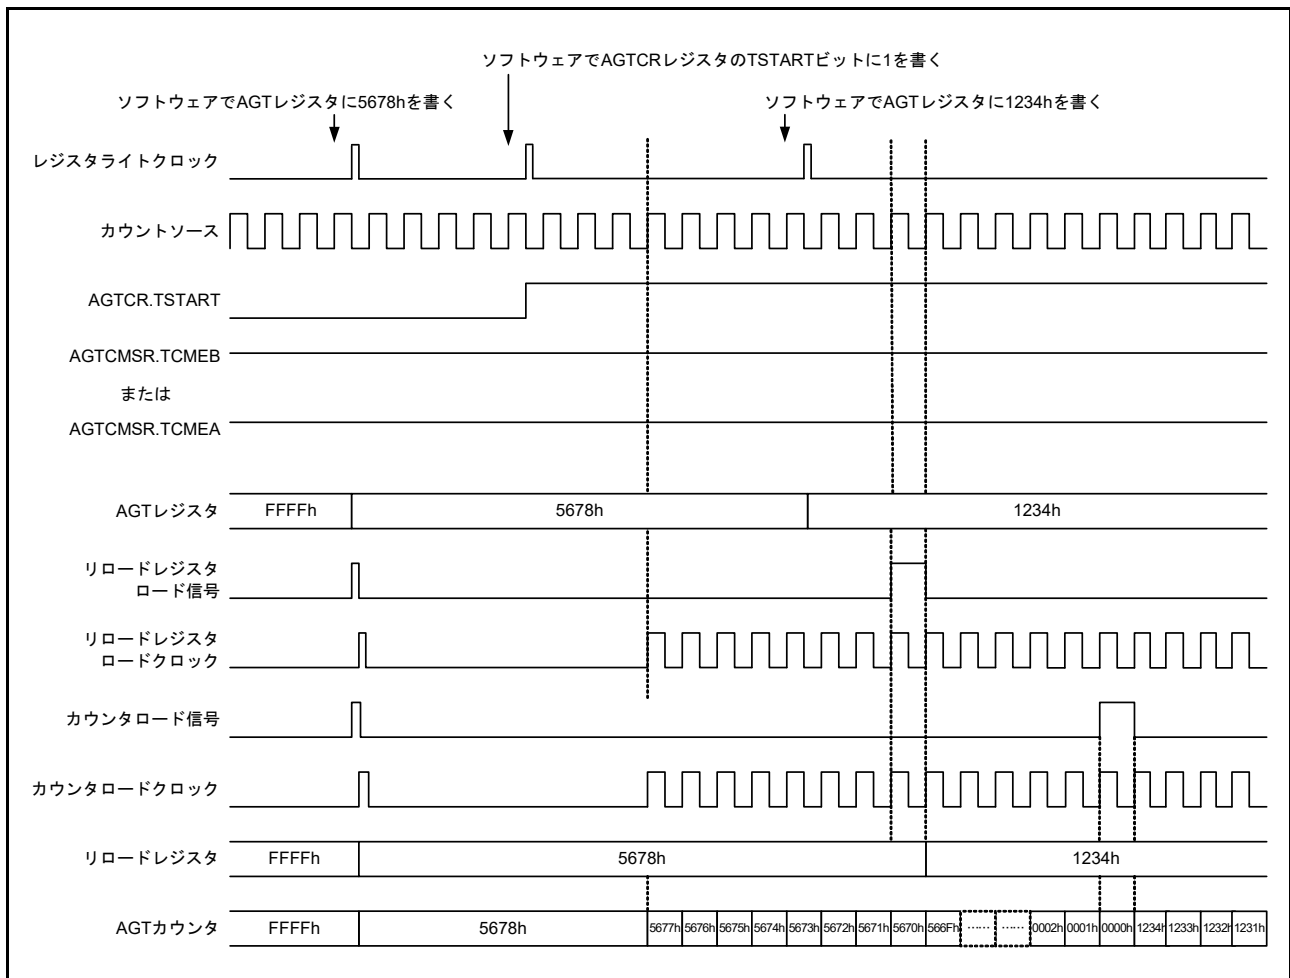 ソフトウェアでAGTCRレジスタのTSTARTビットに1を書く
ソフトウェアでAGTレジスタに5678hを書く
ソフトウェアでAGTレジスタに1234hを書く
レジスタライトクロック
カウントソース
AGTCR.TSTART
AGTCMSR.TCMEB
または
AGTCMSR.TCMEA
AGTレジスタ FFFFh 5678h 1234h
リロードレジスタ
ロード信号
リロードレジスタ
ロードクロック
カウンタロード信号
カウンタロードクロック
リロードレジスタ FFFFh 5678h 1234h
AGTカウンタ FFFFh 5678h 5677h 5676h 5675h 5674h 5673h 5672h 5671h 5670h 566Fh …… …… 0002h 0001h 0000h 1234h 1233h 1232h 1231h